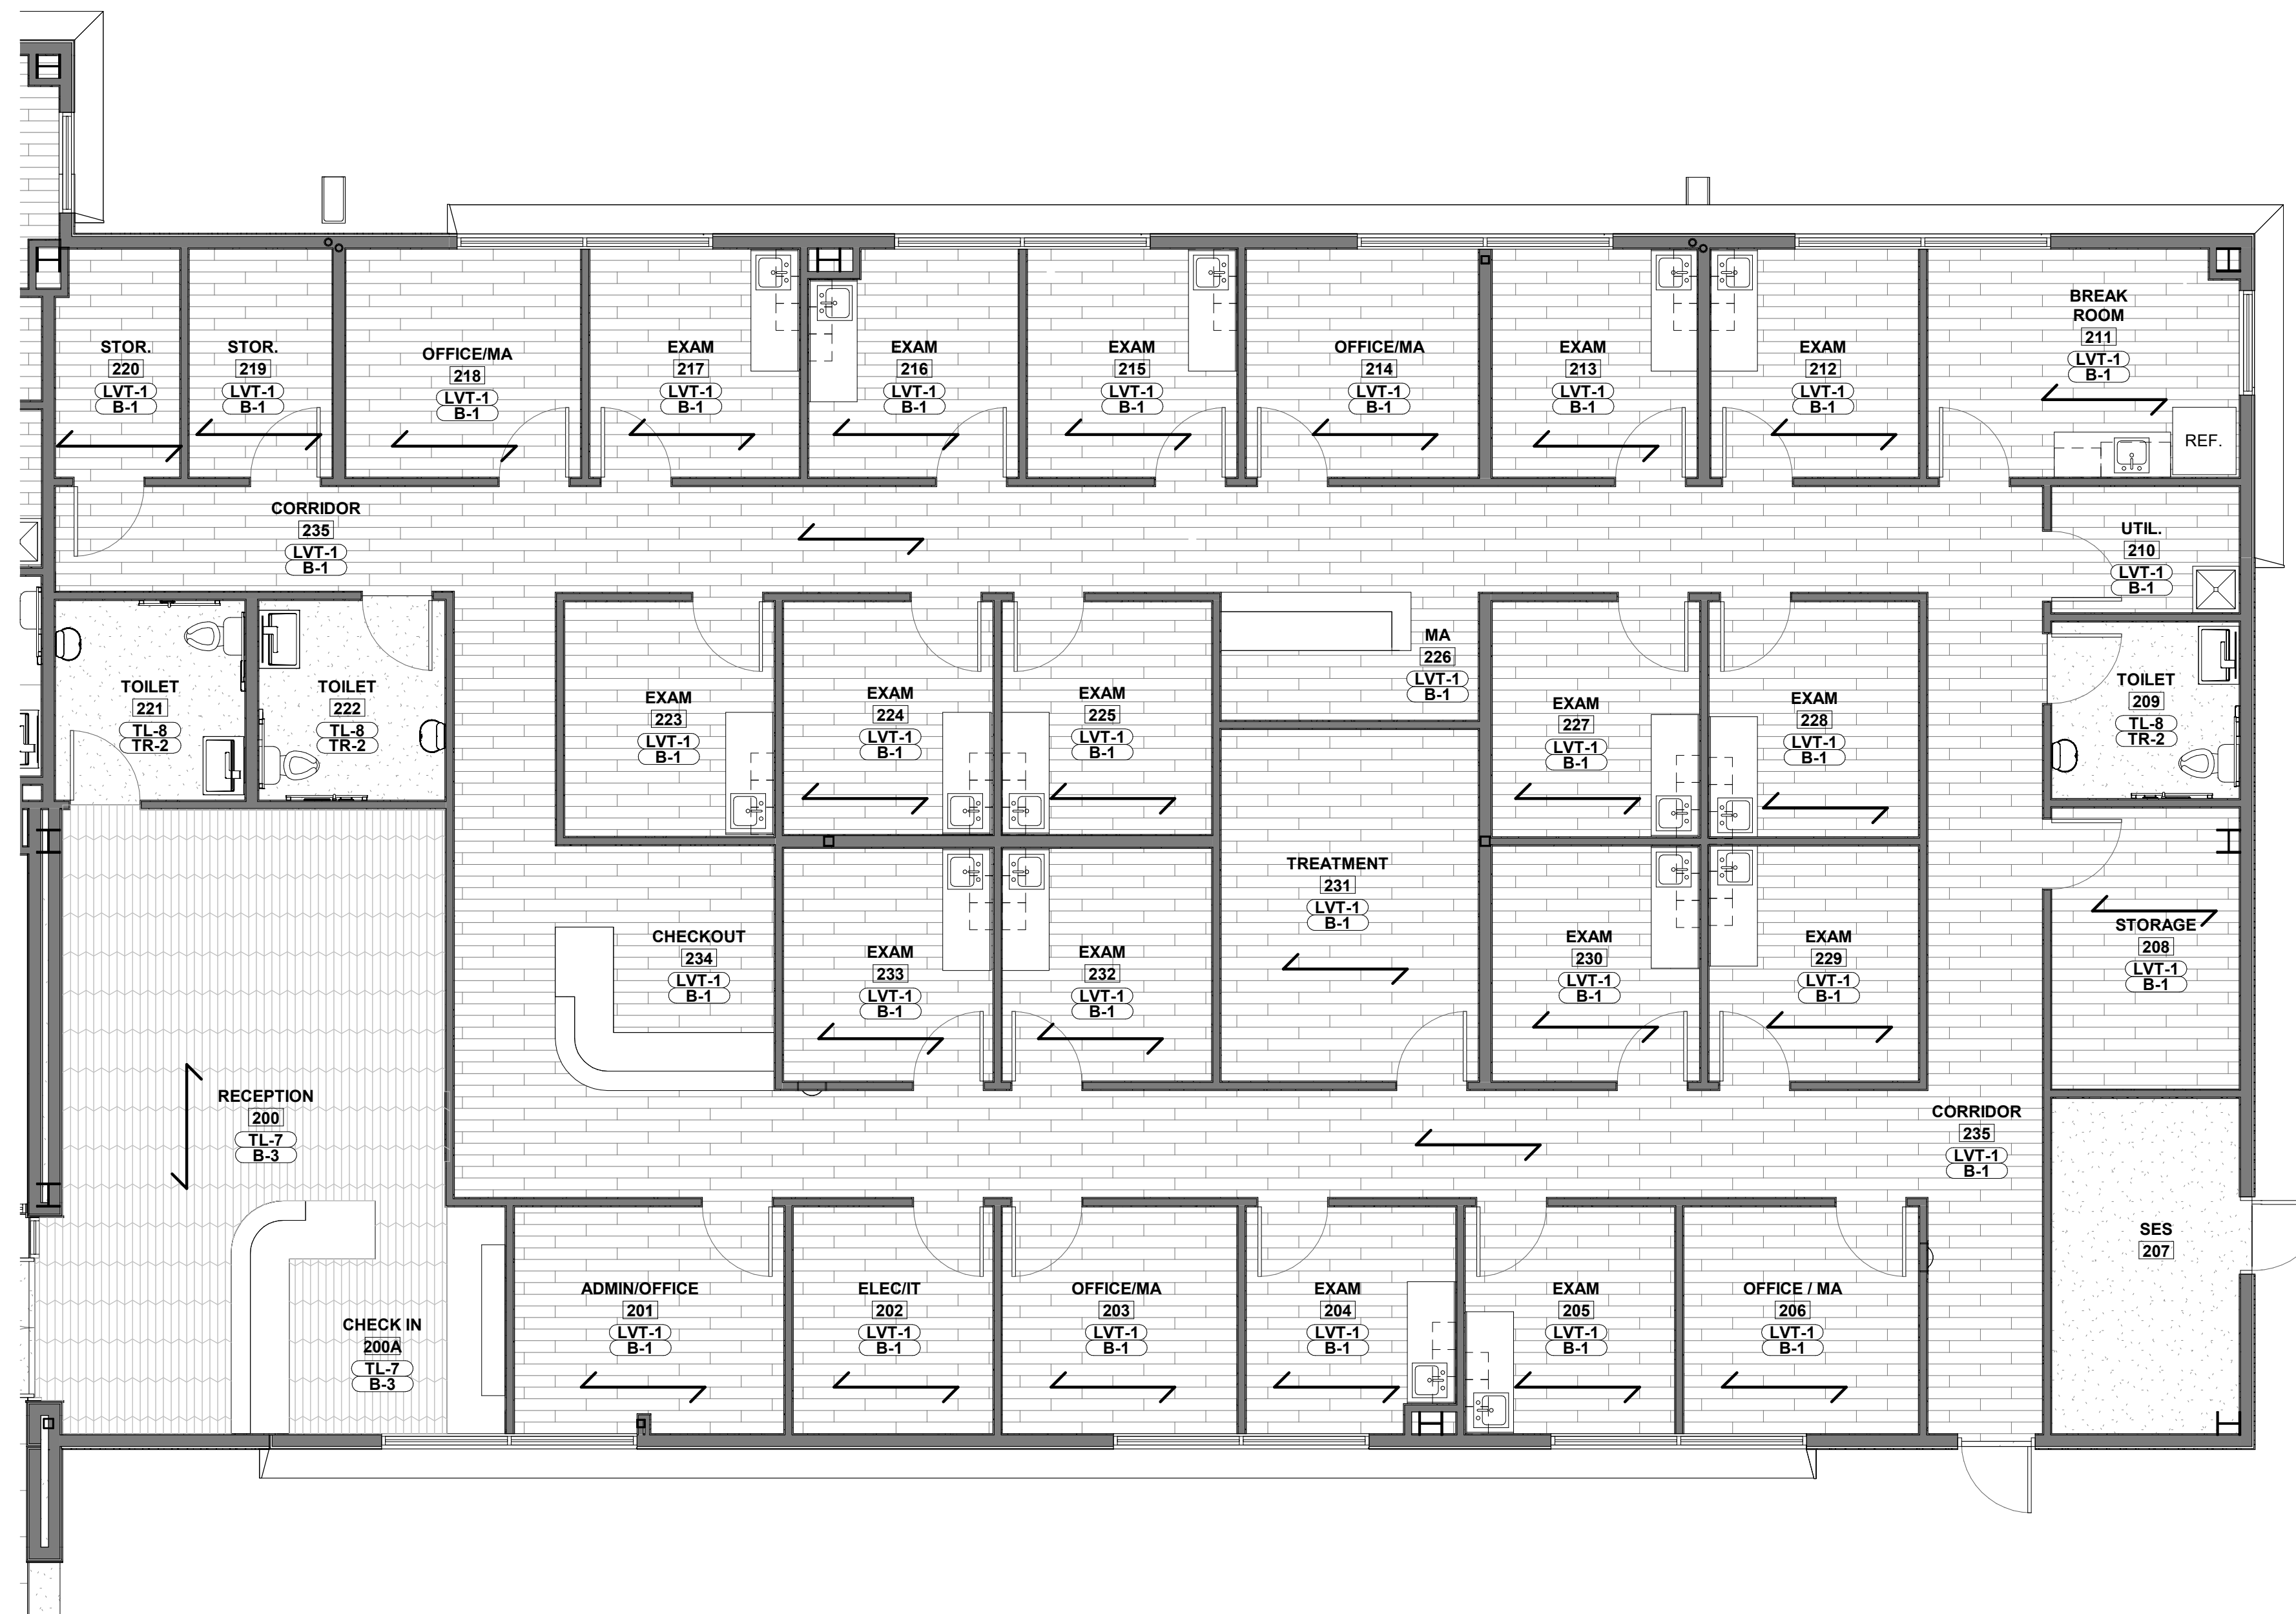 STOR.
220
LVT-1
B-1
STOR.
219
LVT-1
B-1
OFFICE/MA
218
LVT-1
B-1
EXAM
217
LVT-1
B-1
EXAM
216
LVT-1
B-1
EXAM
215
LVT-1
B-1
OFFICE/MA
214
LVT-1
B-1
EXAM
213
LVT-1
B-1
EXAM
212
LVT-1
B-1
BREAK
ROOM
211
LVT-1
B-1
REF.
CORRIDOR
235
LVT-1
B-1
UTIL.
210
LVT-1
B-1
TOILET
221
TL-8
TR-2
TOILET
222
TL-8
TR-2
EXAM
223
LVT-1
B-1
EXAM
224
LVT-1
B-1
EXAM
225
LVT-1
B-1
MA
226
LVT-1
B-1
EXAM
227
LVT-1
B-1
EXAM
228
LVT-1
B-1
TOILET
209
TL-8
TR-2
CHECKOUT
234
LVT-1
B-1
EXAM
233
LVT-1
B-1
EXAM
232
LVT-1
B-1
TREATMENT
231
LVT-1
B-1
EXAM
230
LVT-1
B-1
EXAM
229
LVT-1
B-1
STORAGE
208
LVT-1
B-1
RECEPTION
200
TL-7
B-3
CORRIDOR
235
LVT-1
B-1
CHECK IN
200A
TL-7
B-3
ADMIN/OFFICE
201
LVT-1
B-1
ELEC/IT
202
LVT-1
B-1
OFFICE/MA
203
LVT-1
B-1
EXAM
204
LVT-1
B-1
EXAM
205
LVT-1
B-1
OFFICE / MA
206
LVT-1
B-1
SES
207